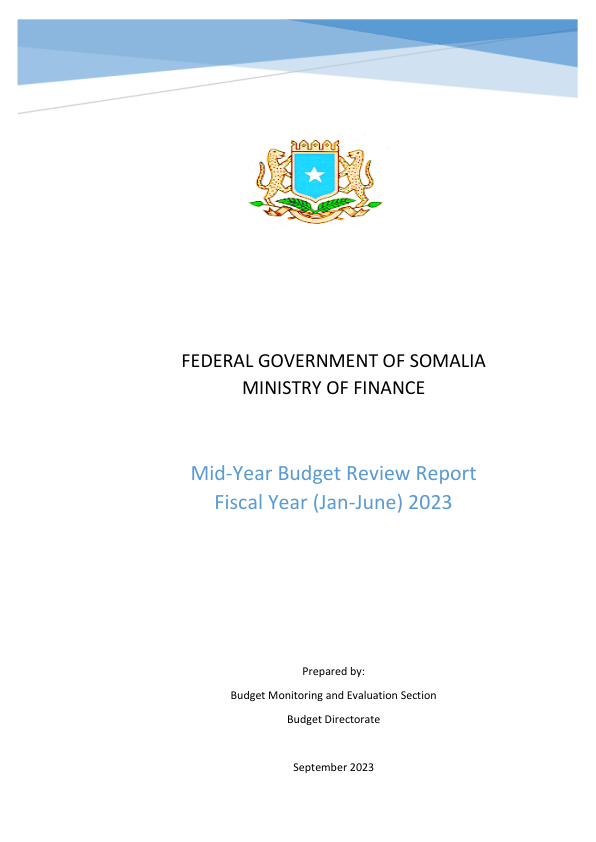 FEDERAL GOVERNMENT OF SOMALIA
MINISTRY OF FINANCE
Mid-Year Budget Review Report
Fiscal Year (Jan-June) 2023
Prepared by:
Budget Monitoring and Evaluation Section
Budget Directorate
September 2023